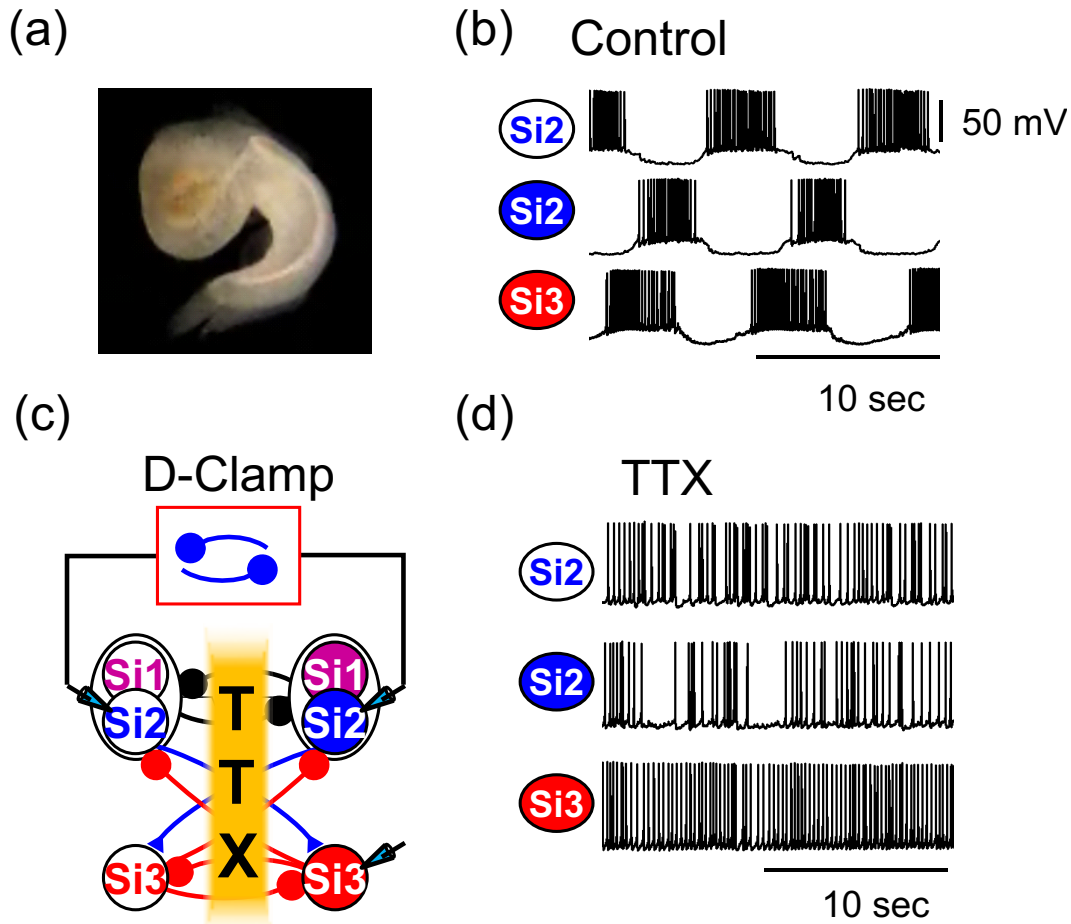 (a)
(b) Control
Si2
50 mV
Si2
Si3
10 sec
(c)
D-Clamp
Si1
Si1
Si2
Si2
T
T
X
Si3
Si3
(d)
TTX
Si2
Si2
Si3
10 sec